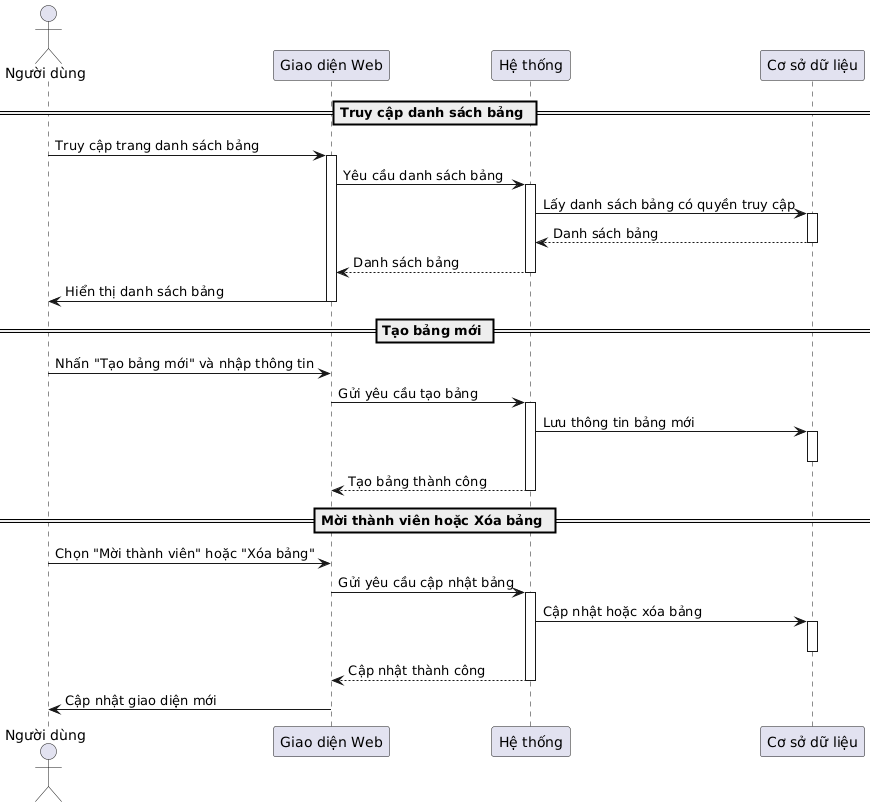 Người dùng
Giao diện Web
Hệ thống
Cơ sở dữ liệu
Truy cập danh sách bảng
Truy cập trang danh sách bảng
Yêu cầu danh sách bảng
Lấy danh sách bảng có quyền truy cập
Danh sách bảng
Danh sách bảng
Hiển thị danh sách bảng
Tạo bảng mới
Nhấn "Tạo bảng mới" và nhập thông tin
Gửi yêu cầu tạo bảng
Lưu thông tin bảng mới
Tạo bảng thành công
Mời thành viên hoặc Xóa bảng
Chọn "Mời thành viên" hoặc "Xóa bảng"
Gửi yêu cầu cập nhật bảng
Cập nhật hoặc xóa bảng
Cập nhật thành công
Cập nhật giao diện mới
Người dùng
Giao diện Web
Hệ thống
Cơ sở dữ liệu